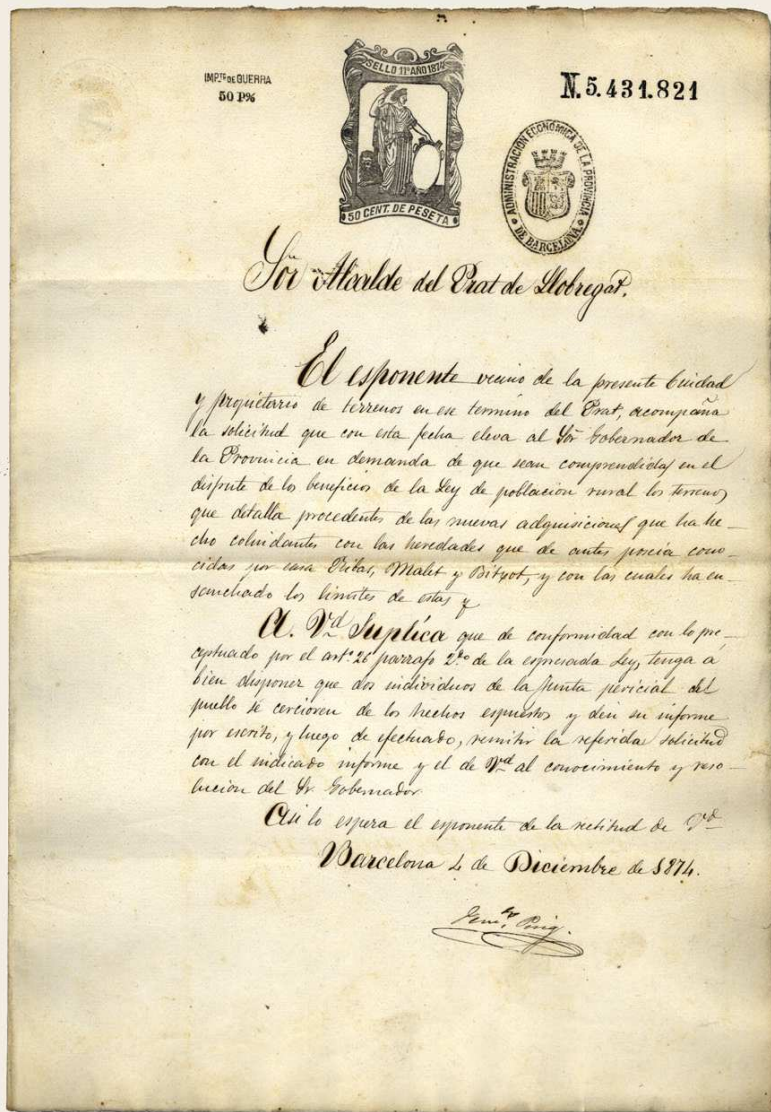 IMP.TE DE GUERRA
50 P%
SELLO 11º AÑO 1874
50 CENT. DE PESETA
N. 5.431.821
ADMINISTRACION ECONOMICA DE LA PROVINCIA
DE BARCELONA
Sor Alcalde del Prat de Llobregat.
El esponente vecino de la presente Ciudad
y propietario de terrenos en ese termino del Prat, acompaña
la solicitud que con esta fecha eleva al Sor Gobernador de
la Provincia en demanda de que sean comprendidas en el
disfrute de los beneficios de la Ley de poblacion rural los terrenos
que detalla procedentes de las nuevas adquisiciones que ha he-
cho colindantes con las heredades que de antes poseia cono-
cidas por casa Ribas, Malet y Bitxot, y con las cuales ha en-
sanchado los limites de estas y
A. Vd Suplíca que de conformidad con lo pre-
ceptuado por el artº 26 parrafo 2do de la espresada Ley, tenga á
bien disponer que dos individuos de la Junta pericial del
pueblo se cercioren de los hechos espuestos y den su informe
por escrito, y luego de efectuado, remitir la referida solicitud
con el indicado informe y el de Vd al conocimiento y reso-
lucion del Sr. Gobernador.
Asi lo espera el esponente de la rectitud de Vd
Barcelona 4 de Diciembre de 1874.
Puig.